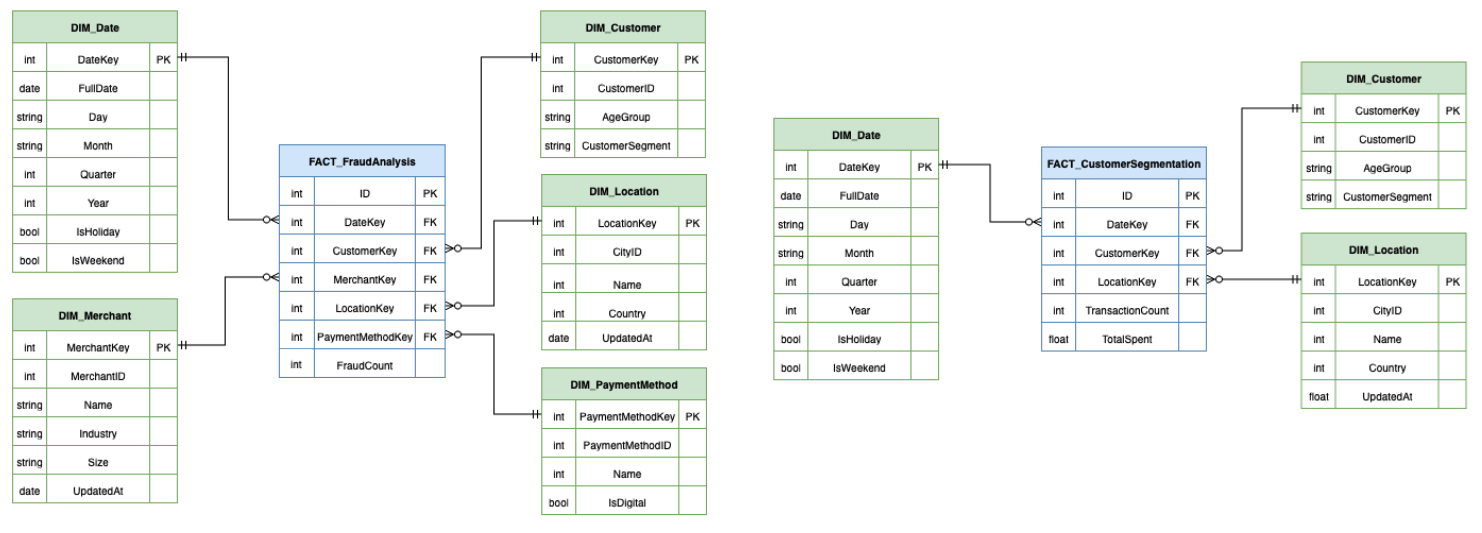 DIM_Date
int DateKey PK
date FullDate
string Day
string Month
int Quarter
int Year
bool IsHoliday
bool IsWeekend
DIM_Merchant
int MerchantKey PK
int MerchantID
string Name
string Industry
string Size
date UpdatedAt
FACT_FraudAnalysis
int ID PK
int DateKey FK
int CustomerKey FK
int MerchantKey FK
int LocationKey FK
int PaymentMethodKey FK
int FraudCount
DIM_Customer
int CustomerKey PK
int CustomerID
string AgeGroup
string CustomerSegment
DIM_Location
int LocationKey PK
int CityID
int Name
int Country
date UpdatedAt
DIM_PaymentMethod
int PaymentMethodKey PK
int PaymentMethodID
int Name
bool IsDigital
DIM_Date
int DateKey PK
date FullDate
string Day
string Month
int Quarter
int Year
bool IsHoliday
bool IsWeekend
FACT_CustomerSegmentation
int ID PK
int DateKey FK
int CustomerKey FK
int LocationKey FK
int TransactionCount
float TotalSpent
DIM_Customer
int CustomerKey PK
int CustomerID
string AgeGroup
string CustomerSegment
DIM_Location
int LocationKey PK
int CityID
int Name
int Country
float UpdatedAt